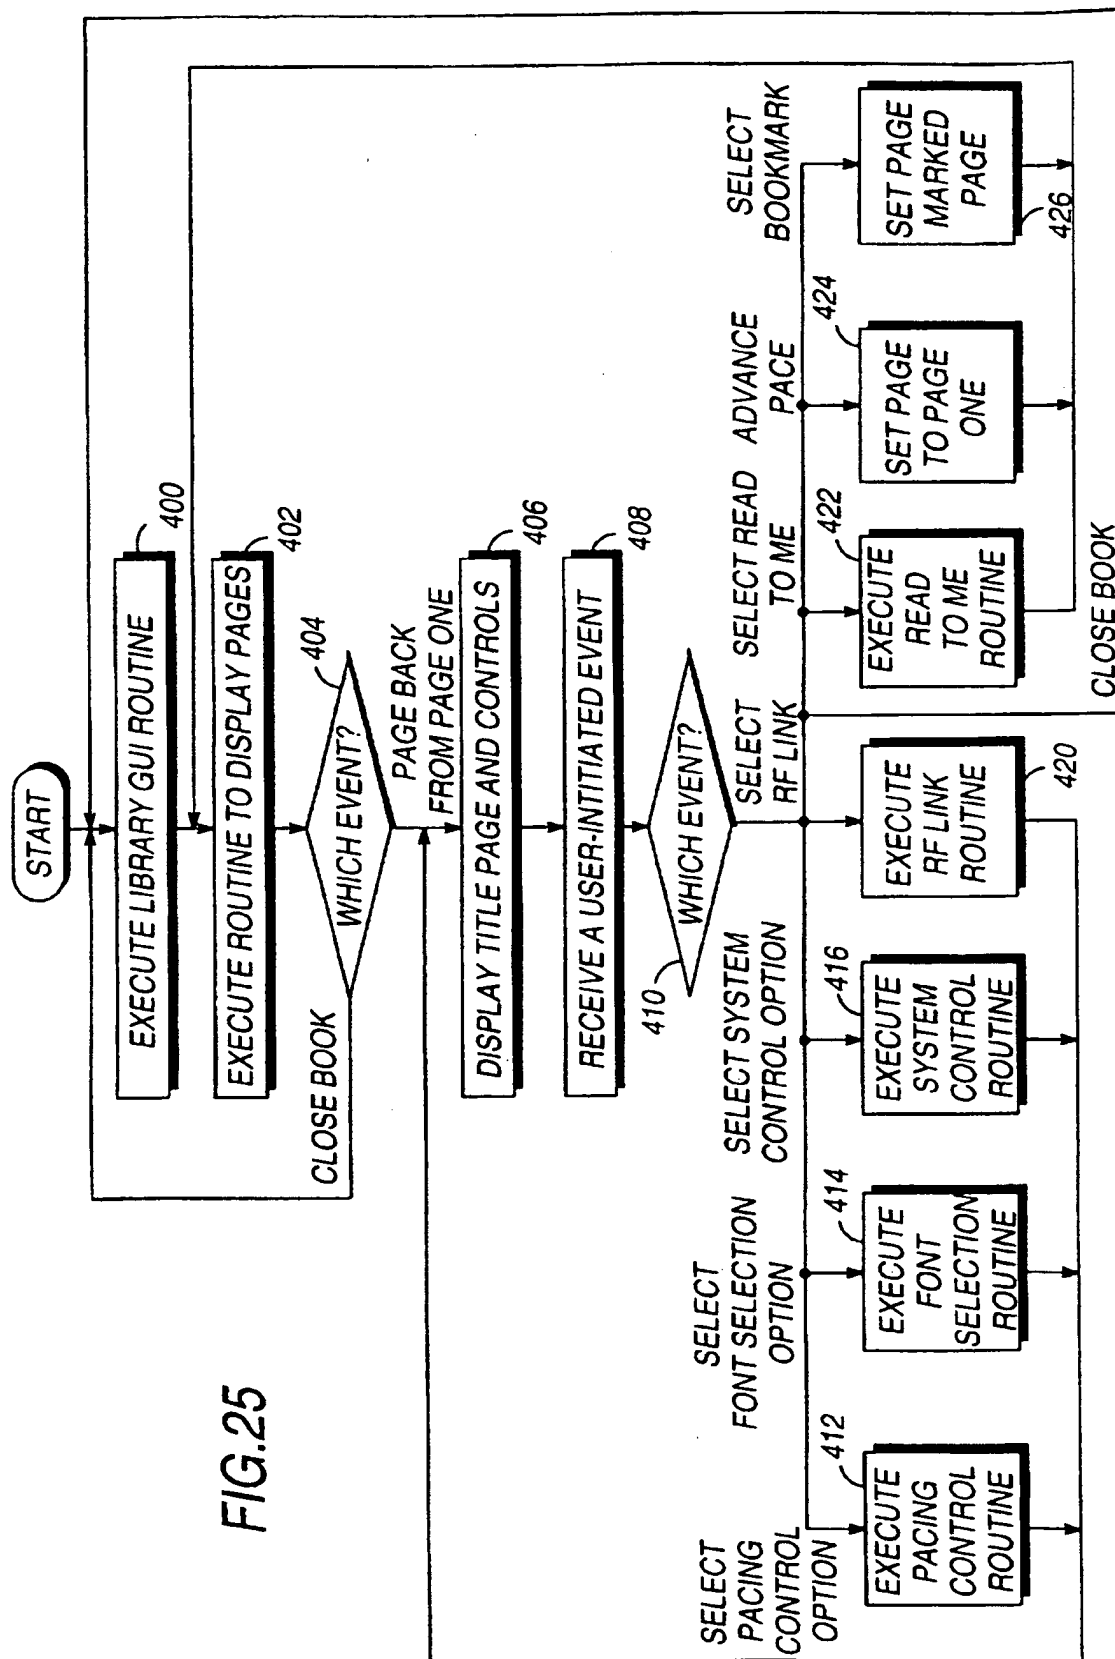 FIG.25
START
EXECUTE LIBRARY GUI ROUTINE
400
EXECUTE ROUTINE TO DISPLAY PAGES
402
WHICH EVENT?
404
CLOSE BOOK
PAGE BACK
FROM PAGE ONE
DISPLAY TITLE PAGE AND CONTROLS
406
RECEIVE A USER-INTITIATED EVENT
408
WHICH EVENT?
410
SELECT
PACING
CONTROL
OPTION
SELECT
FONT SELECTION
OPTION
SELECT SYSTEM
CONTROL OPTION
SELECT
RF LINK
SELECT READ
TO ME
ADVANCE
PACE
SELECT
BOOKMARK
412
EXECUTE
PACING
CONTROL
ROUTINE
414
EXECUTE
FONT
SELECTION
ROUTINE
416
EXECUTE
SYSTEM
CONTROL
ROUTINE
EXECUTE
RF LINK
ROUTINE
420
422
EXECUTE
READ
TO ME
ROUTINE
424
SET PAGE
TO PAGE
ONE
SET PAGE
MARKED
PAGE
426
CLOSE BOOK